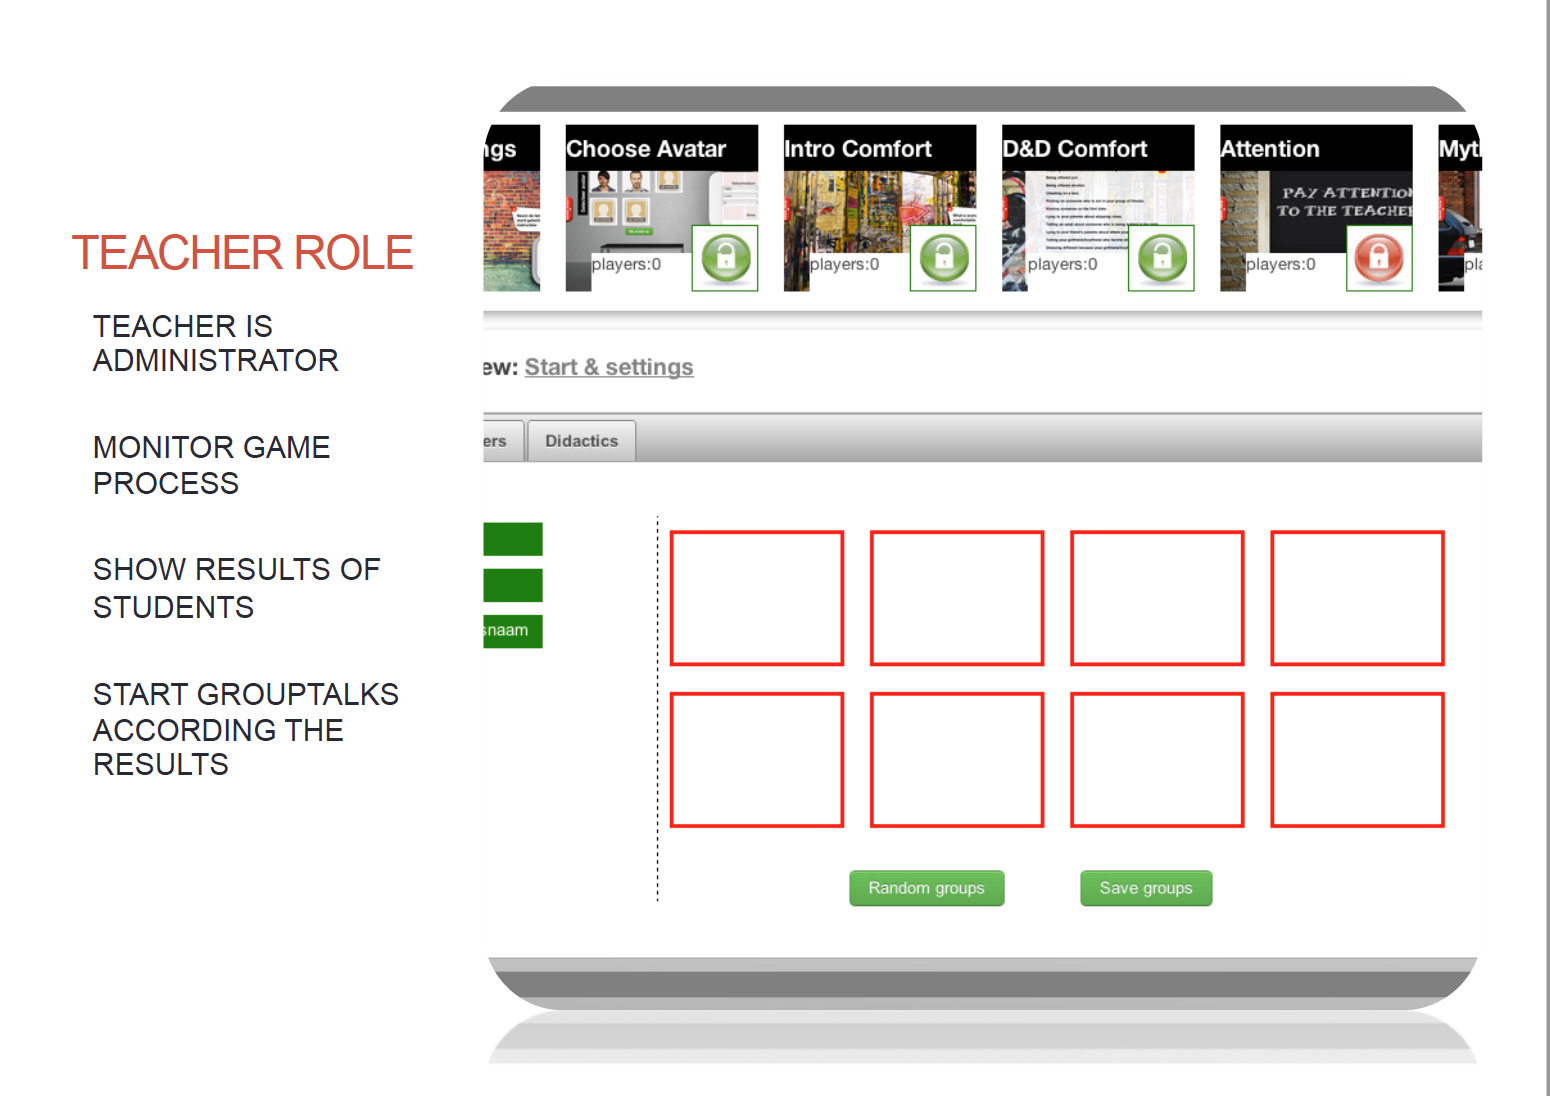 TEACHER ROLE
TEACHER IS
ADMINISTRATOR
MONITOR GAME
PROCESS
SHOW RESULTS OF
STUDENTS
START GROUPTALKS
ACCORDING THE
RESULTS
ngs
Choose Avatar
Intro Comfort
D&D Comfort
Attention
Myt
PAY ATTENTION
TO THE TEACHER
players:0
players:0
players:0
players:0
pla
ew: Start & settings
ers
Didactics
snaam
Random groups
Save groups